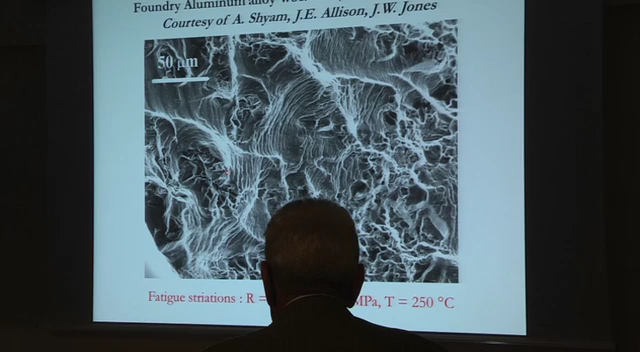 Foundry Aluminum alloy
Courtesy of A. Shyam, J.E. Allison, J.W. Jones
50 µm
Fatigue striations : R = MPa, T = 250 °C